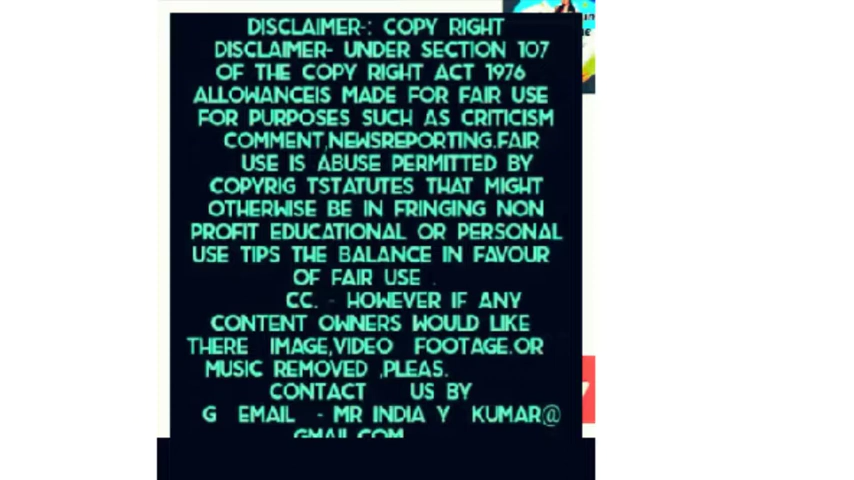 DISCLAIMER-: COPY RIGHT
DISCLAIMER- UNDER SECTION 107
OF THE COPY RIGHT ACT 1976
ALLOWANCEIS MADE FOR FAIR USE
FOR PURPOSES SUCH AS CRITICISM
COMMENT,NEWSREPORTING.FAIR
USE IS ABUSE PERMITTED BY
COPYRIG TSTATUTES THAT MIGHT
OTHERWISE BE IN FRINGING NON
PROFIT EDUCATIONAL OR PERSONAL
USE TIPS THE BALANCE IN FAVOUR
OF FAIR USE .
CC. - HOWEVER IF ANY
CONTENT OWNERS WOULD LIKE
THERE IMAGE,VIDEO FOOTAGE.OR
MUSIC REMOVED ,PLEAS.
CONTACT US BY
G EMAIL - MR INDIA Y KUMAR@
GMAIL.COM